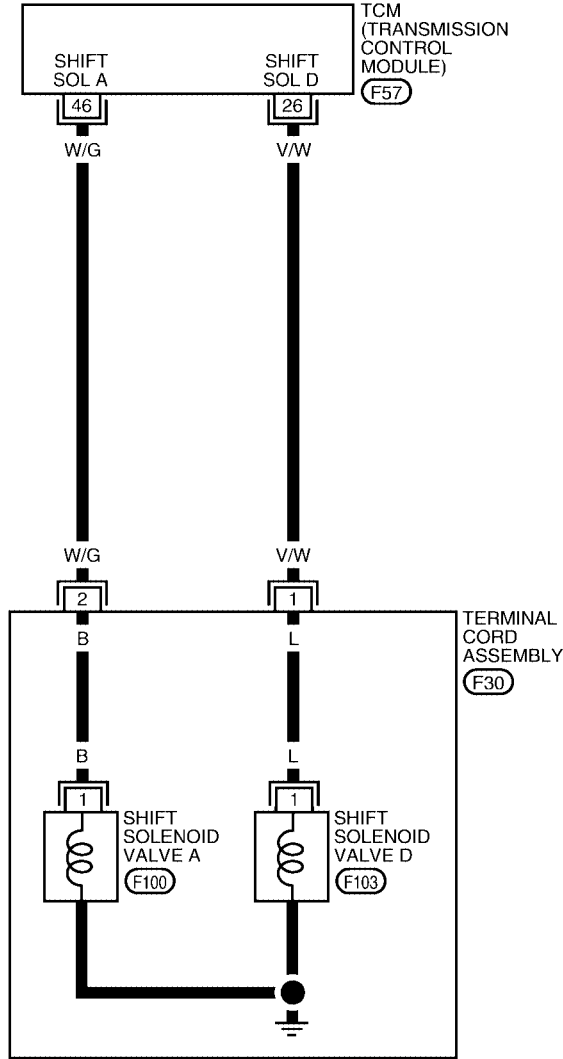 TCM
(TRANSMISSION
CONTROL
MODULE)
F57
SHIFT
SOL A
SHIFT
SOL D
46
26
W/G
V/W
W/G
V/W
2
1
TERMINAL
CORD
ASSEMBLY
F30
B
L
B
L
1
1
SHIFT
SOLENOID
VALVE A
F100
SHIFT
SOLENOID
VALVE D
F103